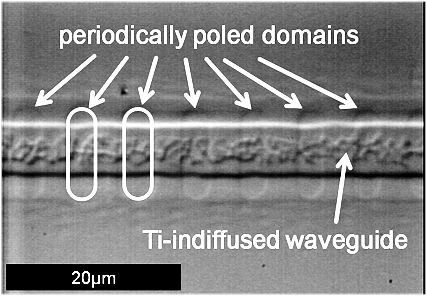 periodically poled domains
Ti-indiffused waveguide
20µm